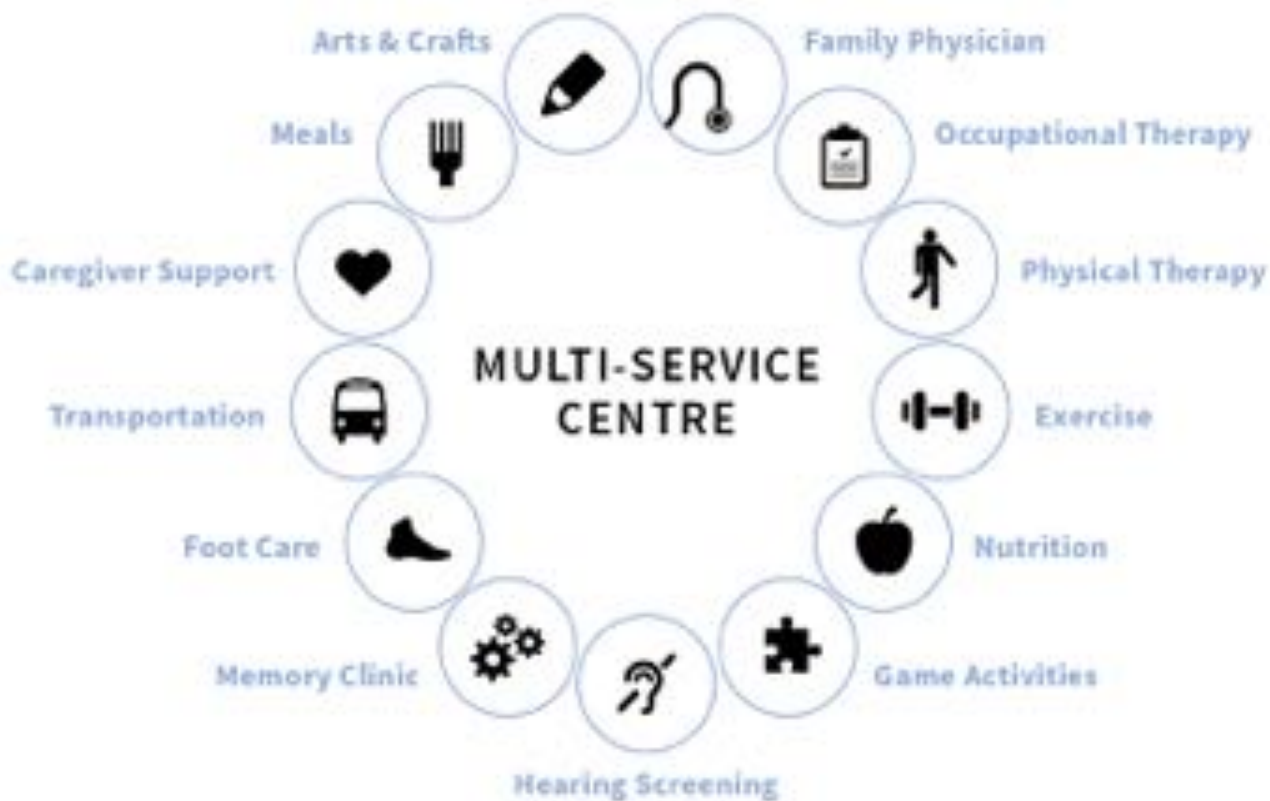 Arts & Crafts
Family Physician
Meals
Occupational Therapy
Caregiver Support
Physical Therapy
MULTI-SERVICE
CENTRE
Transportation
Exercise
Foot Care
Nutrition
Memory Clinic
Game Activities
Hearing Screening